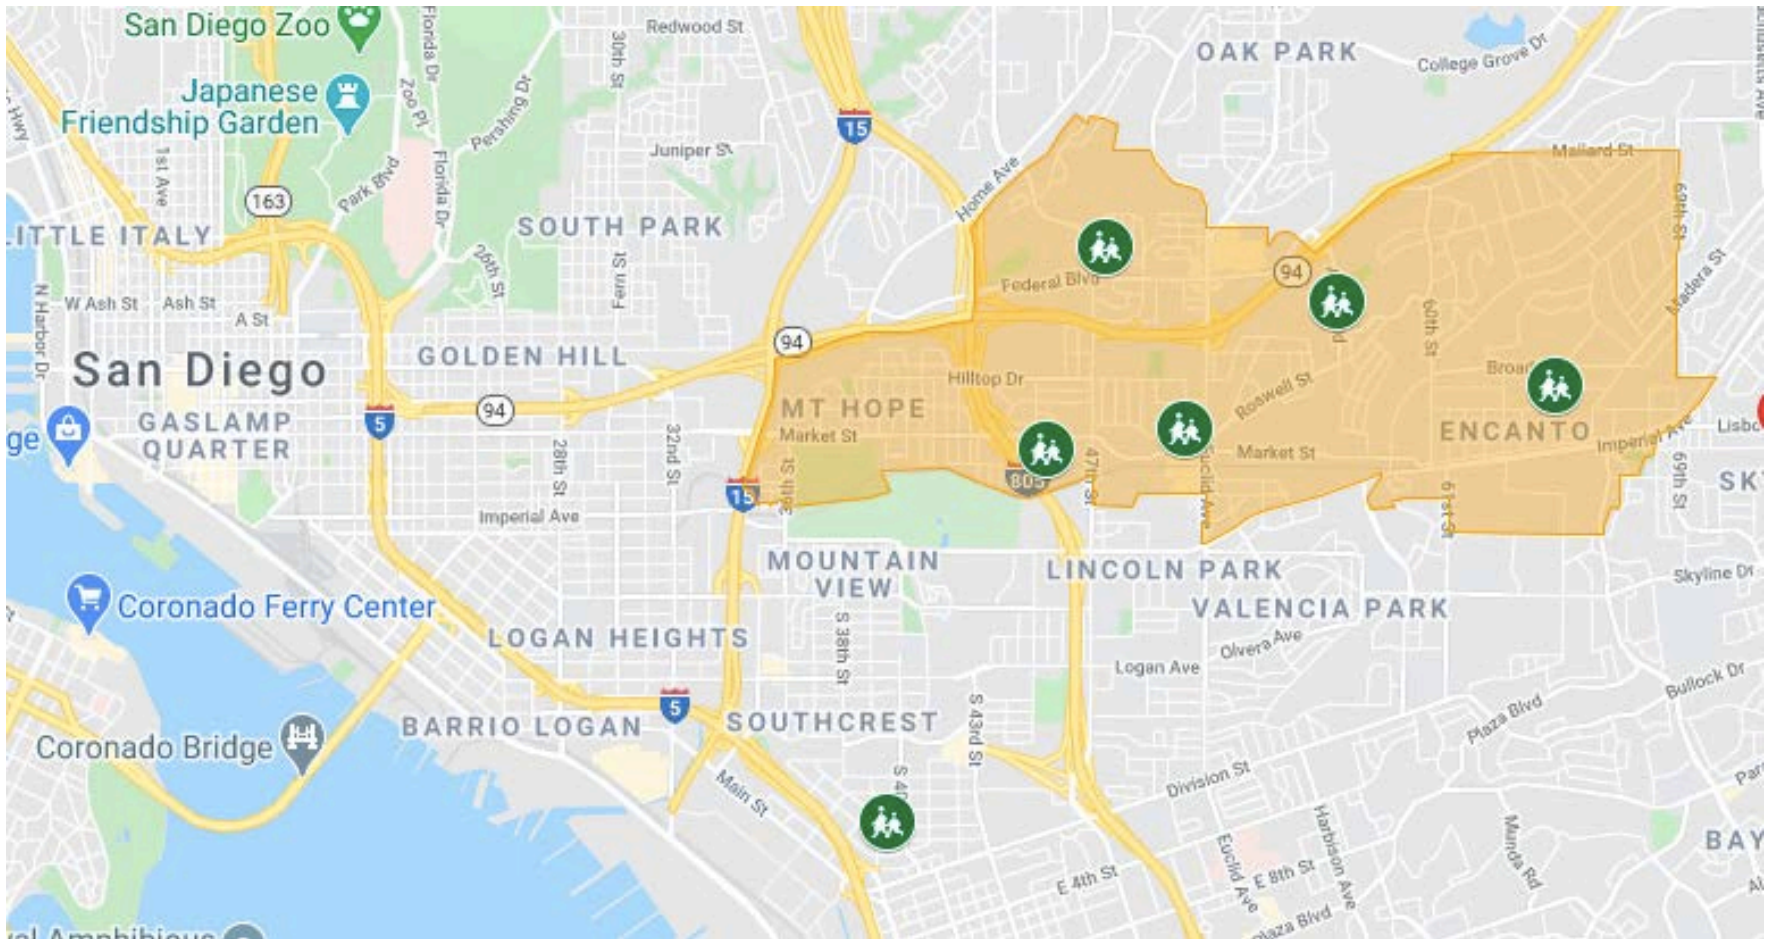 San Diego Zoo
Japanese
Friendship Garden
Florida Dr
Zoo Pl
Pershing Dr
30th St
Redwood St
OAK PARK
College Grove Dr
1st Ave
15
Juniper St
Home Ave
Mallard St
163
Park Blvd
Florida Dr
SOUTH PARK
69th St
LITTLE ITALY
26th St
Fern St
Federal Blvd
94
Madera St
N Harbor Dr
W Ash St
Ash St
A St
60th St
San Diego
GOLDEN HILL
94
Hilltop Dr
Roswell St
94
5
GASLAMP
QUARTER
MT HOPE
Market St
ENCANTO
Imperial Ave
28th St
32nd St
47th St
Market St
69th St
15
805
Euclid Ave
61st St
Imperial Ave
MOUNTAIN
VIEW
LINCOLN PARK
Skyline Dr
Coronado Ferry Center
VALENCIA PARK
LOGAN HEIGHTS
S 38th St
Olvera Ave
Logan Ave
Bullock Dr
5
BARRIO LOGAN
SOUTHCREST
S 43rd St
Plaza Blvd
Coronado Bridge
Main St
Division St
Harbison Ave
Munda Rd
BAY
Euclid Ave
E 4th St
E 8th St
Plaza Blvd